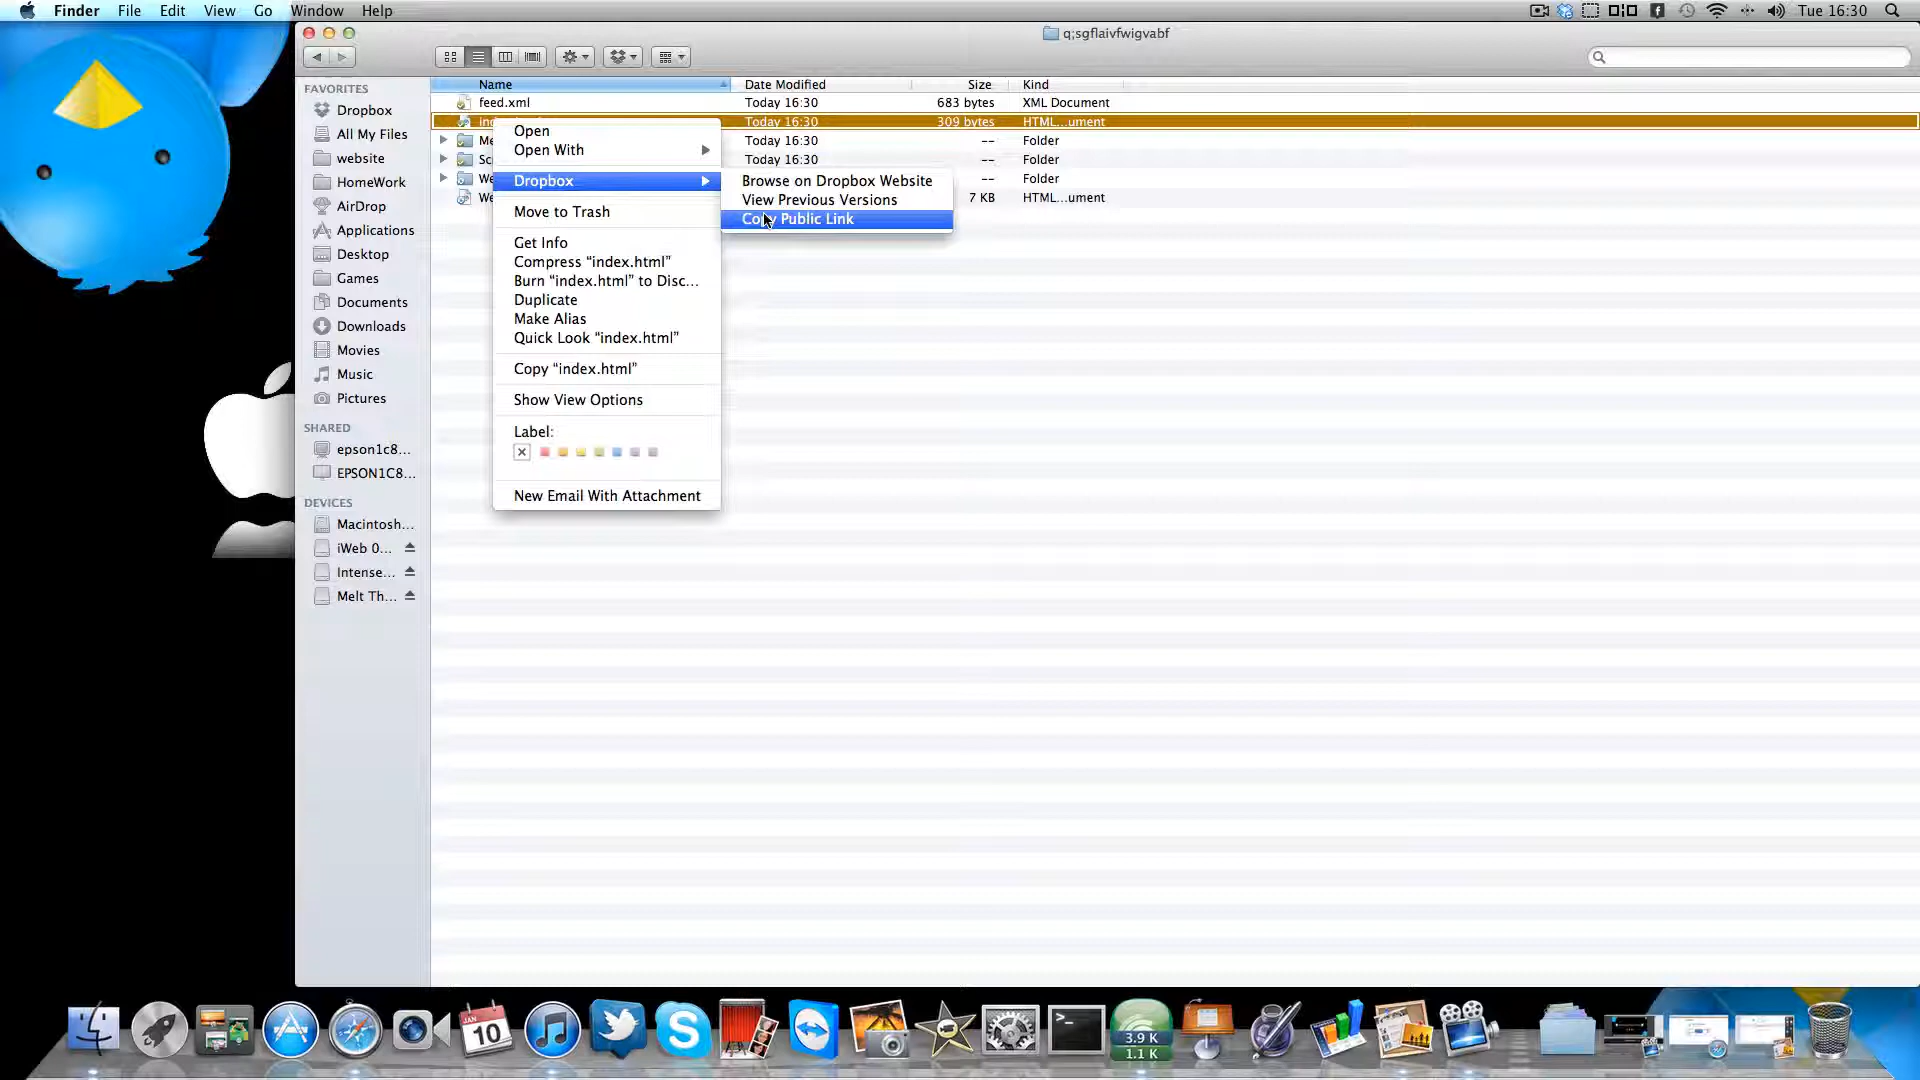 Finder File Edit View Go Window Help Tue 16:30
q;sgflaivfwigvabf
FAVORITES
Dropbox
All My Files
website
HomeWork
AirDrop
Applications
Desktop
Games
Documents
Downloads
Movies
Music
Pictures
SHARED
epson1c8...
EPSON1C8...
DEVICES
Macintosh...
iWeb 0...
Intense...
Melt Th...
Name Date Modified Size Kind
feed.xml Today 16:30 683 bytes XML Document
Today 16:30 309 bytes HTML...ument
Today 16:30 -- Folder
Today 16:30 -- Folder
-- Folder
7 KB HTML...ument
Open
Open With
Dropbox
Move to Trash
Get Info
Compress “index.html”
Burn “index.html” to Disc...
Duplicate
Make Alias
Quick Look “index.html”
Copy “index.html”
Show View Options
Label:
New Email With Attachment
Browse on Dropbox Website
View Previous Versions
Copy Public Link
JAN
10
3.9 K
1.1 K